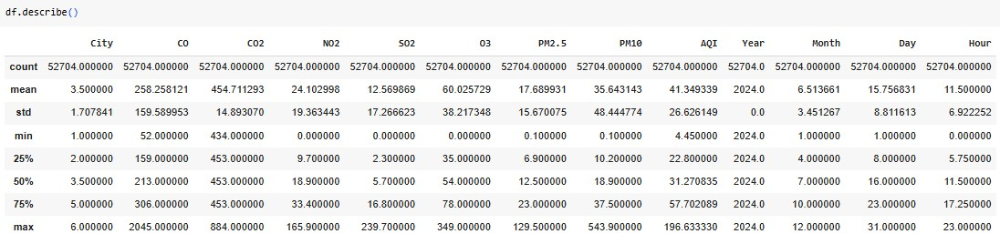 df.describe()
City CO CO2 NO2 SO2 O3 PM2.5 PM10 AQI Year Month Day Hour
count 52704.000000 52704.000000 52704.000000 52704.000000 52704.000000 52704.000000 52704.000000 52704.000000 52704.000000 52704.0 52704.000000 52704.000000 52704.000000
mean 3.500000 258.258121 454.711293 24.102998 12.569869 60.025729 17.689931 35.643143 41.349339 2024.0 6.513661 15.756831 11.500000
std 1.707841 159.589953 14.893070 19.363443 17.266623 38.217348 15.670075 48.444774 26.626149 0.0 3.451267 8.811613 6.922252
min 1.000000 52.000000 434.000000 0.000000 0.000000 0.000000 0.100000 0.100000 4.450000 2024.0 1.000000 1.000000 0.000000
25% 2.000000 159.000000 453.000000 9.700000 2.300000 35.000000 6.900000 10.200000 22.800000 2024.0 4.000000 8.000000 5.750000
50% 3.500000 213.000000 453.000000 18.900000 5.700000 54.000000 12.500000 18.900000 31.270835 2024.0 7.000000 16.000000 11.500000
75% 5.000000 306.000000 453.000000 33.400000 16.800000 78.000000 23.000000 37.500000 57.702089 2024.0 10.000000 23.000000 17.250000
max 6.000000 2045.000000 884.000000 165.900000 239.700000 349.000000 129.500000 543.900000 196.633330 2024.0 12.000000 31.000000 23.000000